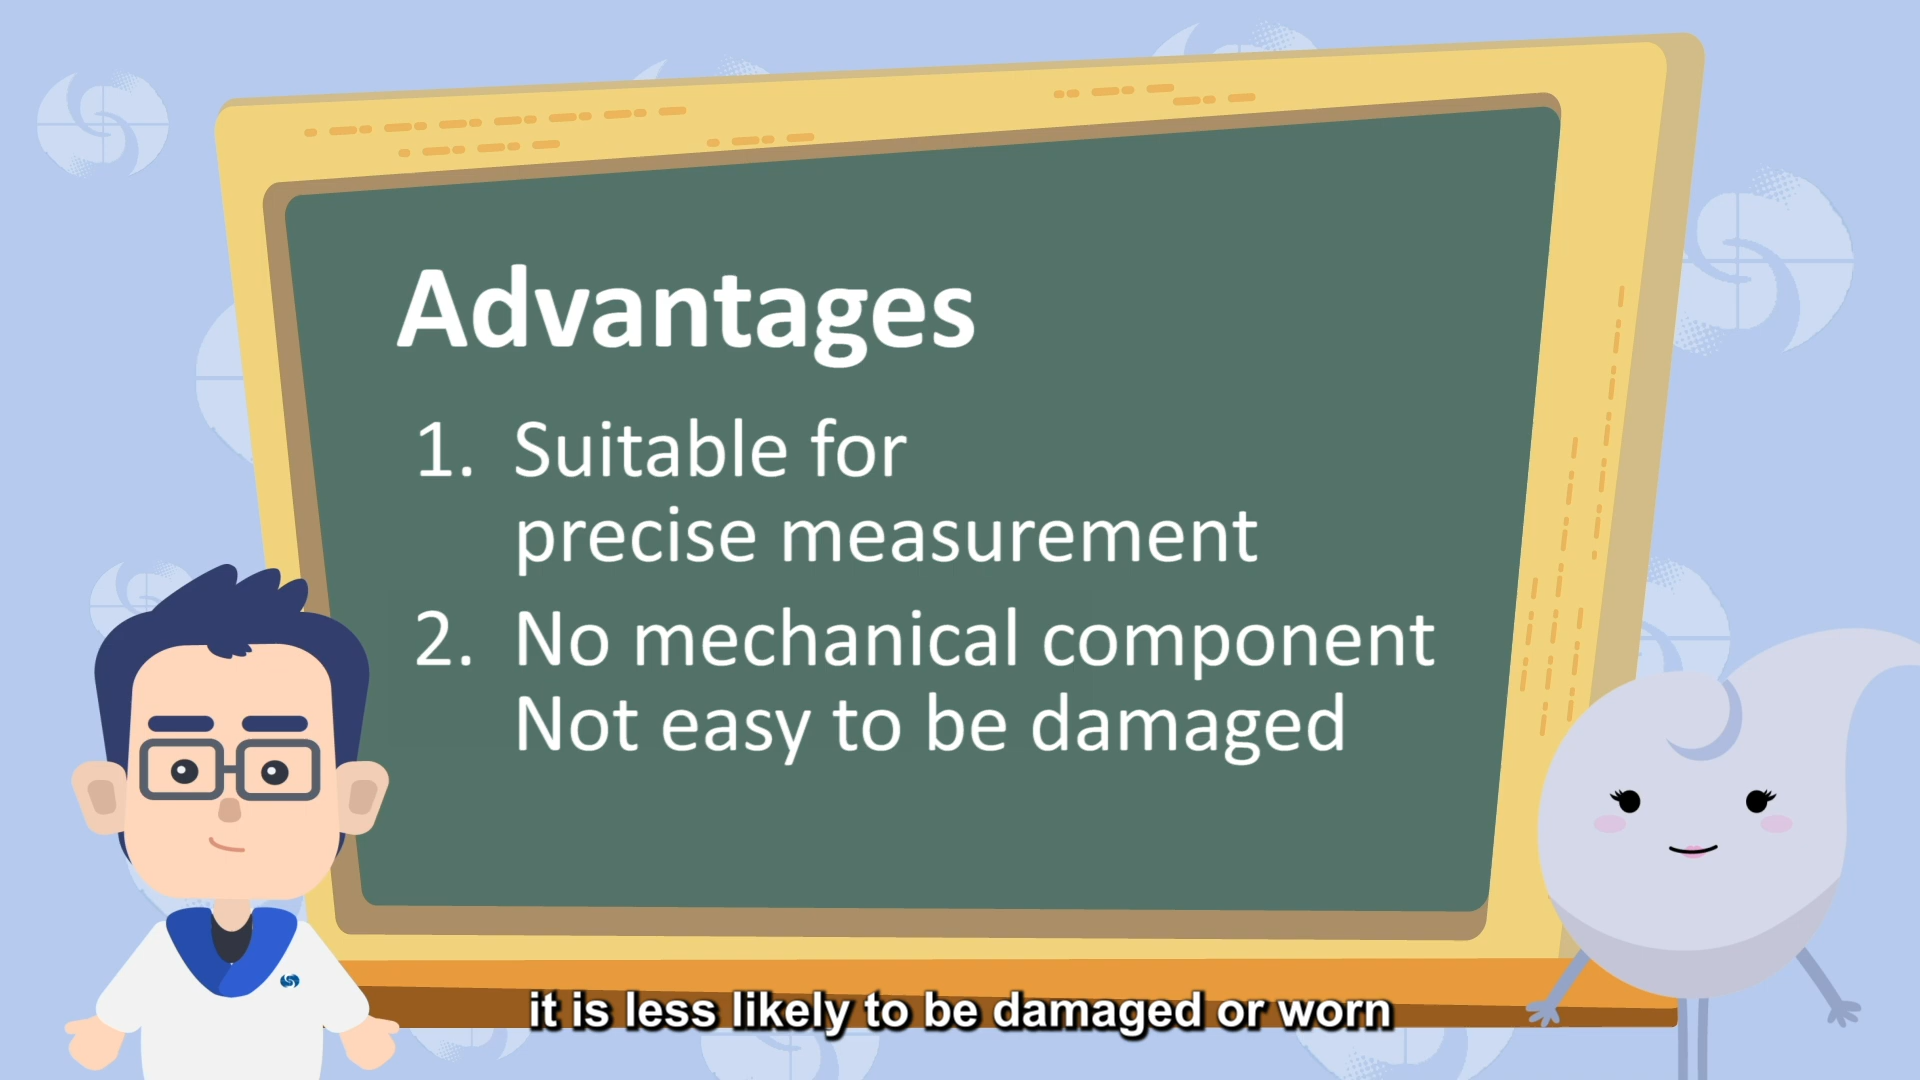 Advantages
1. Suitable for
precise measurement
2. No mechanical component
Not easy to be damaged
it is less likely to be damaged or worn